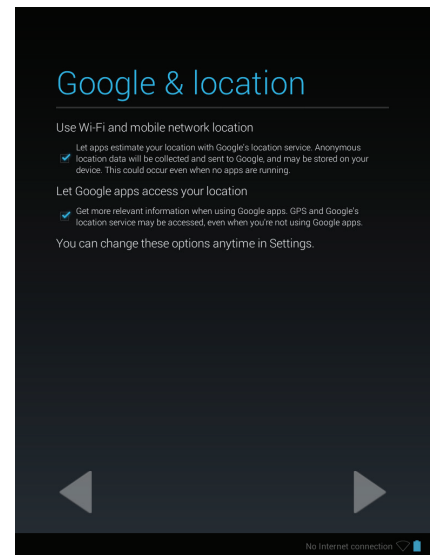 Google & location
Use Wi-Fi and mobile network location
Let apps estimate your location with Google's location service. Anonymous
location data will be collected and sent to Google, and may be stored on your
device. This could occur even when no apps are running.
Let Google apps access your location
Get more relevant information when using Google apps. GPS and Google's
location service may be accessed, even when you're not using Google apps.
You can change these options anytime in Settings.
No Internet connection